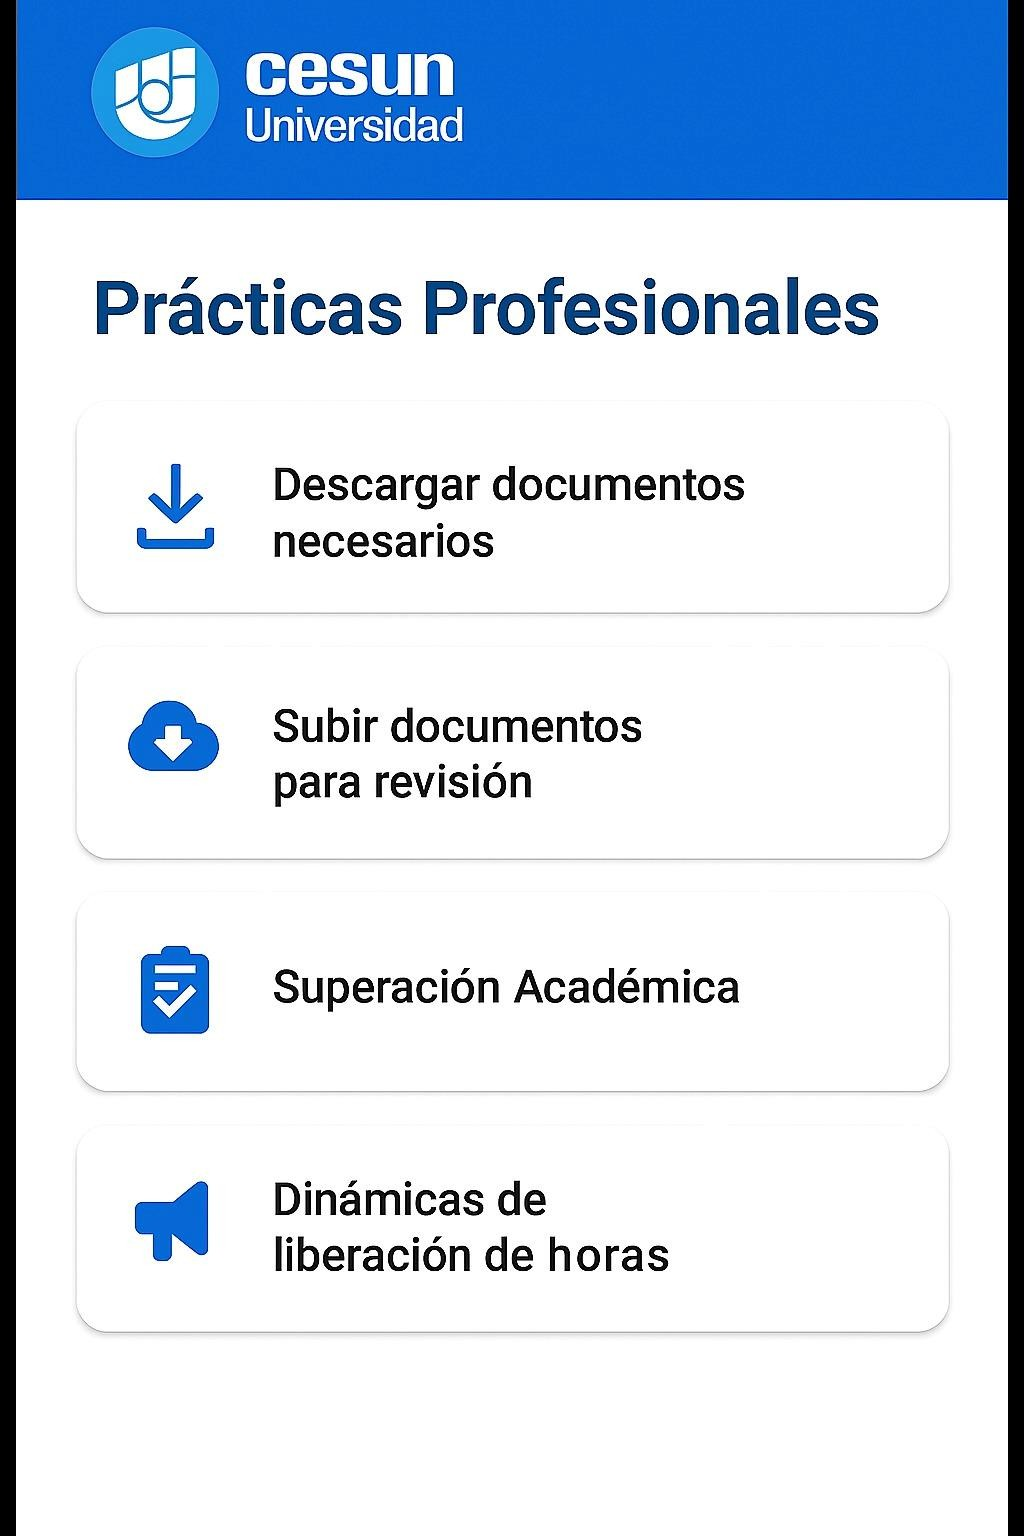 cesun
Universidad
Prácticas Profesionales
Descargar documentos
necesarios
Subir documentos
para revisión
Superación Académica
Dinámicas de
liberación de horas